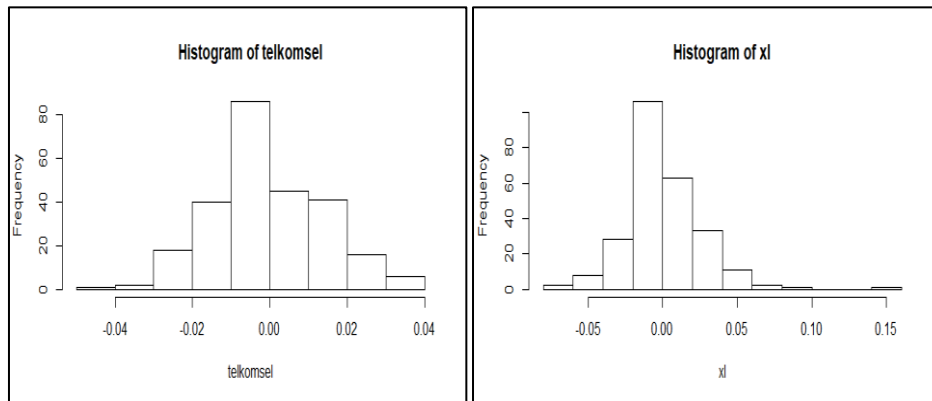 Histogram of telkomsel
Frequency
0 20 40 60 80
-0.04 -0.02 0.00 0.02 0.04
telkomsel
Histogram of xl
Frequency
0 20 40 60 80
-0.05 0.00 0.05 0.10 0.15
xl